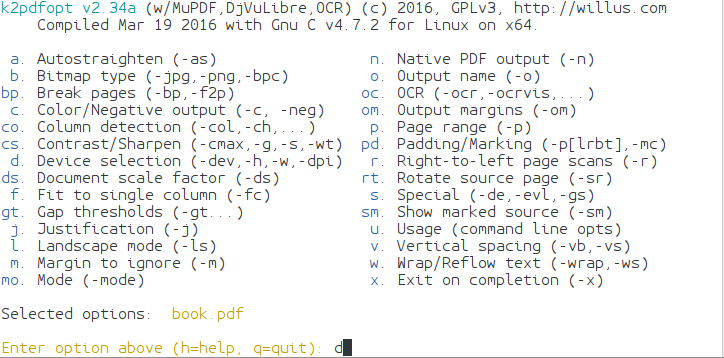 k2pdfopt v2.34a (w/MuPDF,DjVuLibre,OCR) (c) 2016, GPLv3, http://willus.com
Compiled Mar 19 2016 with Gnu C v4.7.2 for Linux on x64.
a. Autostraighten (-as) n. Native PDF output (-n)
b. Bitmap type (-jpg,-png,-bpc) o. Output name (-o)
bp. Break pages (-bp,-f2p) oc. OCR (-ocr,-ocrvis,...)
c. Color/Negative output (-c, -neg) om. Output margins (-om)
co. Column detection (-col,-ch,...) p. Page range (-p)
cs. Contrast/Sharpen (-cmax,-g,-s,-wt) pd. Padding/Marking (-p[lrbt],-mc)
d. Device selection (-dev,-h,-w,-dpi) r. Right-to-left page scans (-r)
ds. Document scale factor (-ds) rt. Rotate source page (-sr)
f. Fit to single column (-fc) s. Special (-de,-evl,-gs)
gt. Gap thresholds (-gt...) sm. Show marked source (-sm)
j. Justification (-j) u. Usage (command line opts)
l. Landscape mode (-ls) v. Vertical spacing (-vb,-vs)
m. Margin to ignore (-m) w. Wrap/Reflow text (-wrap,-ws)
mo. Mode (-mode) x. Exit on completion (-x)
Selected options: book.pdf
Enter option above (h=help, q=quit): d